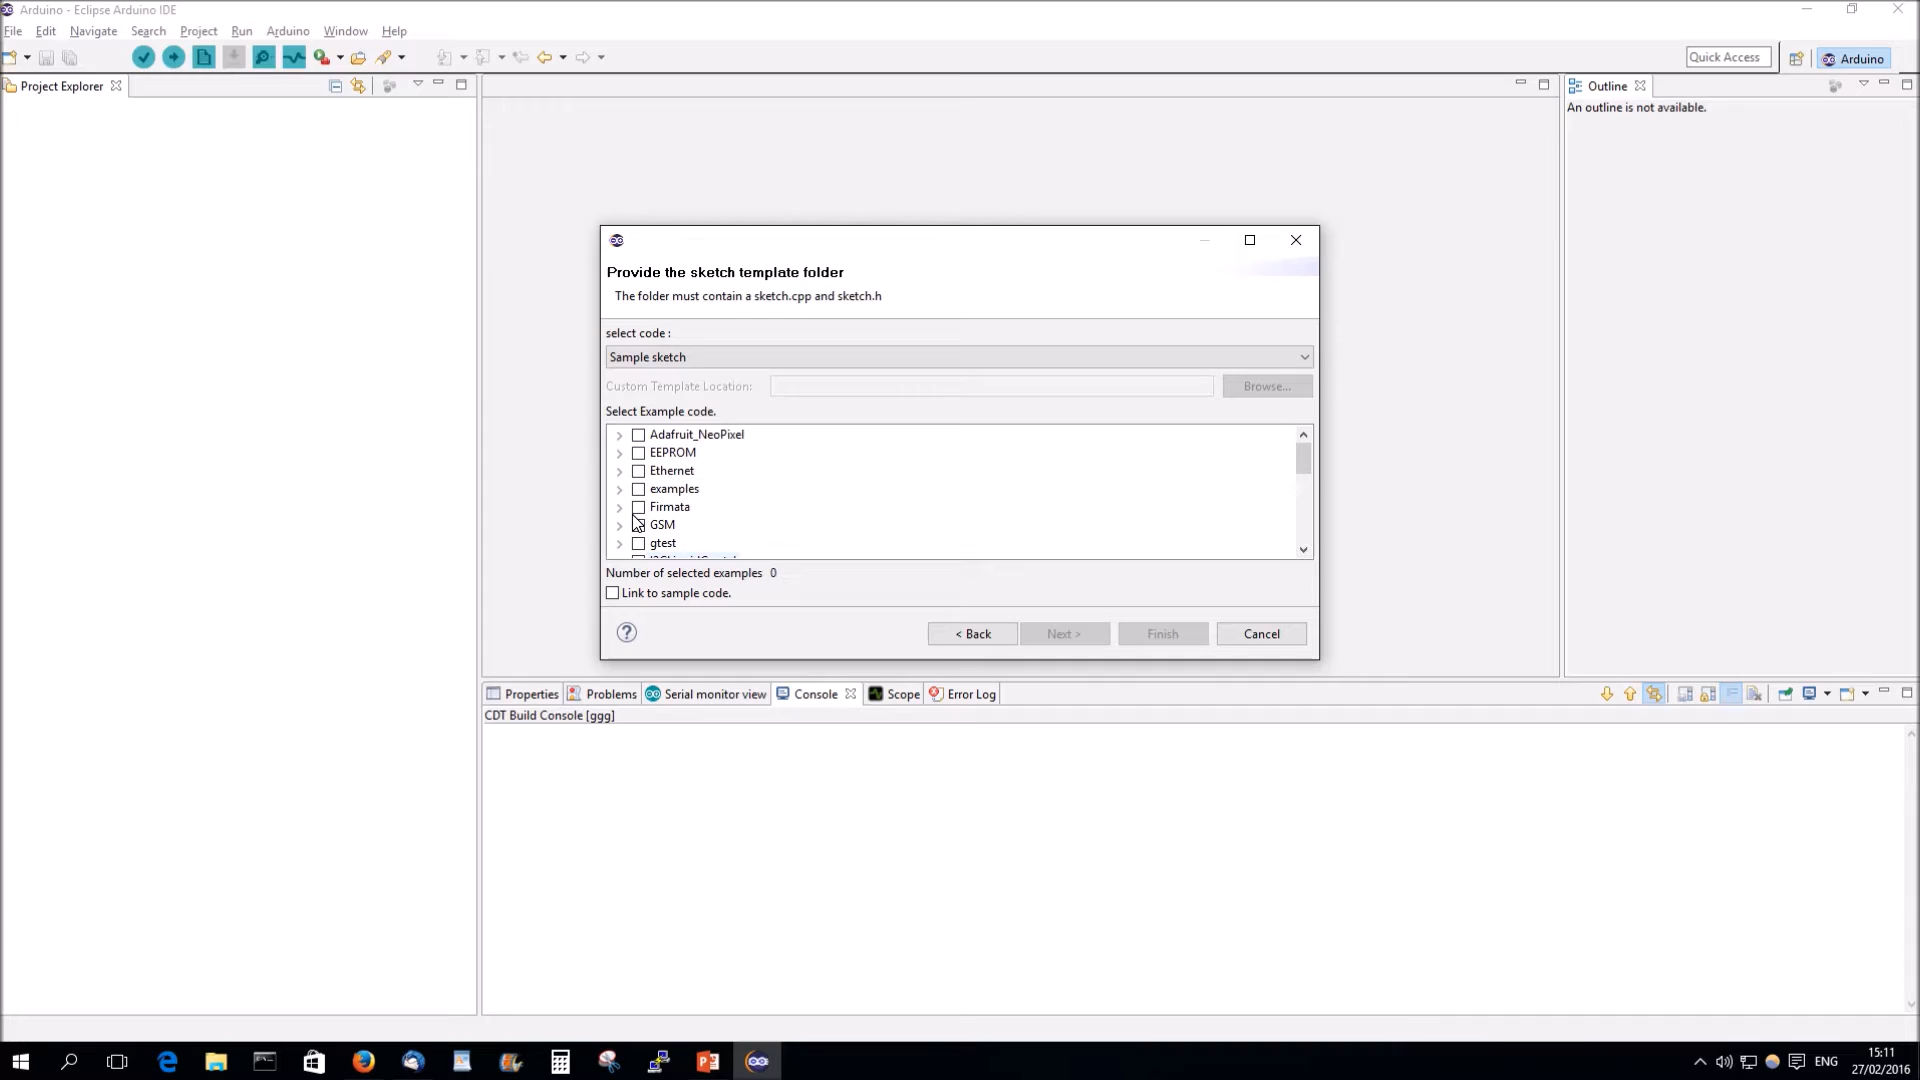 Arduino - Eclipse Arduino IDE
File Edit Navigate Search Project Run Arduino Window Help
Quick Access
Arduino
Project Explorer
Outline
An outline is not available.
Provide the sketch template folder
The folder must contain a sketch.cpp and sketch.h
select code :
Sample sketch
Custom Template Location:
Browse...
Select Example code.
Adafruit_NeoPixel
EEPROM
Ethernet
examples
Firmata
GSM
gtest
Number of selected examples 0
Link to sample code.
?
< Back
Next >
Finish
Cancel
Properties Problems Serial monitor view Console Scope Error Log
CDT Build Console [ggg]
ENG
15:11
27/02/2016